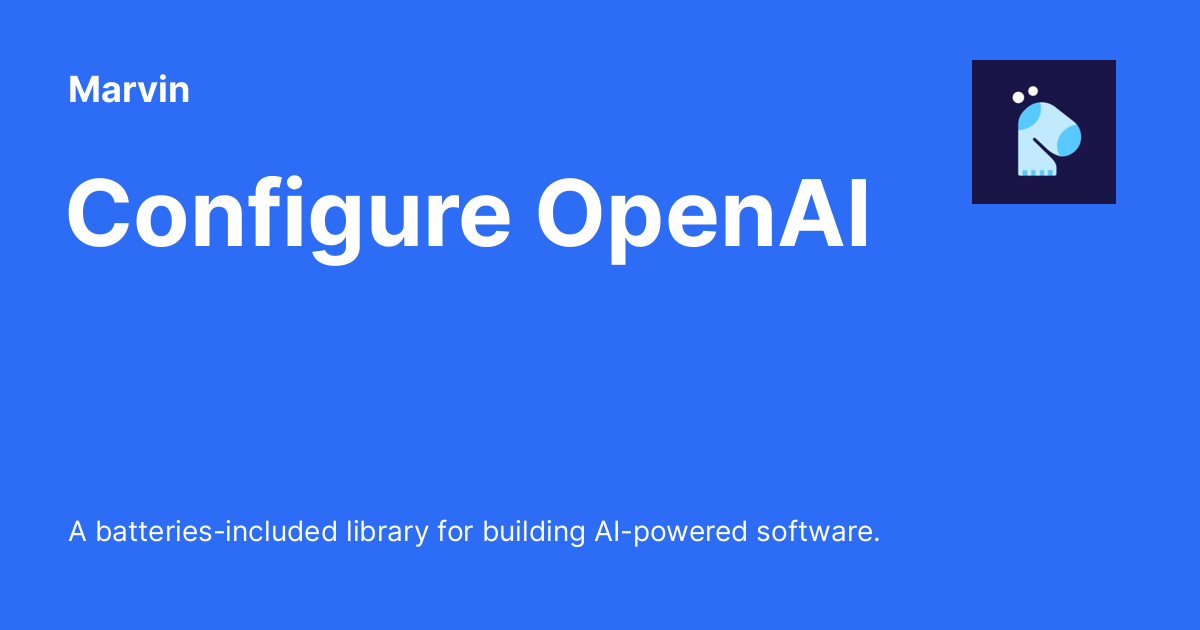 Marvin
Configure OpenAI
A batteries-included library for building AI-powered software.